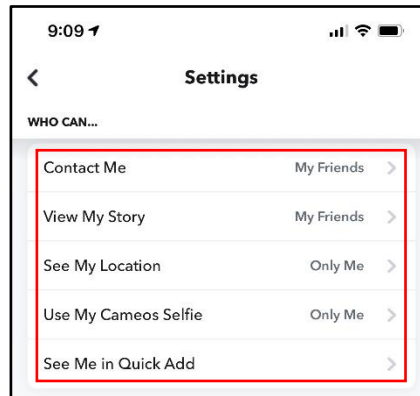 9:09
Settings
WHO CAN...
Contact Me My Friends
View My Story My Friends
See My Location Only Me
Use My Cameos Selfie Only Me
See Me in Quick Add